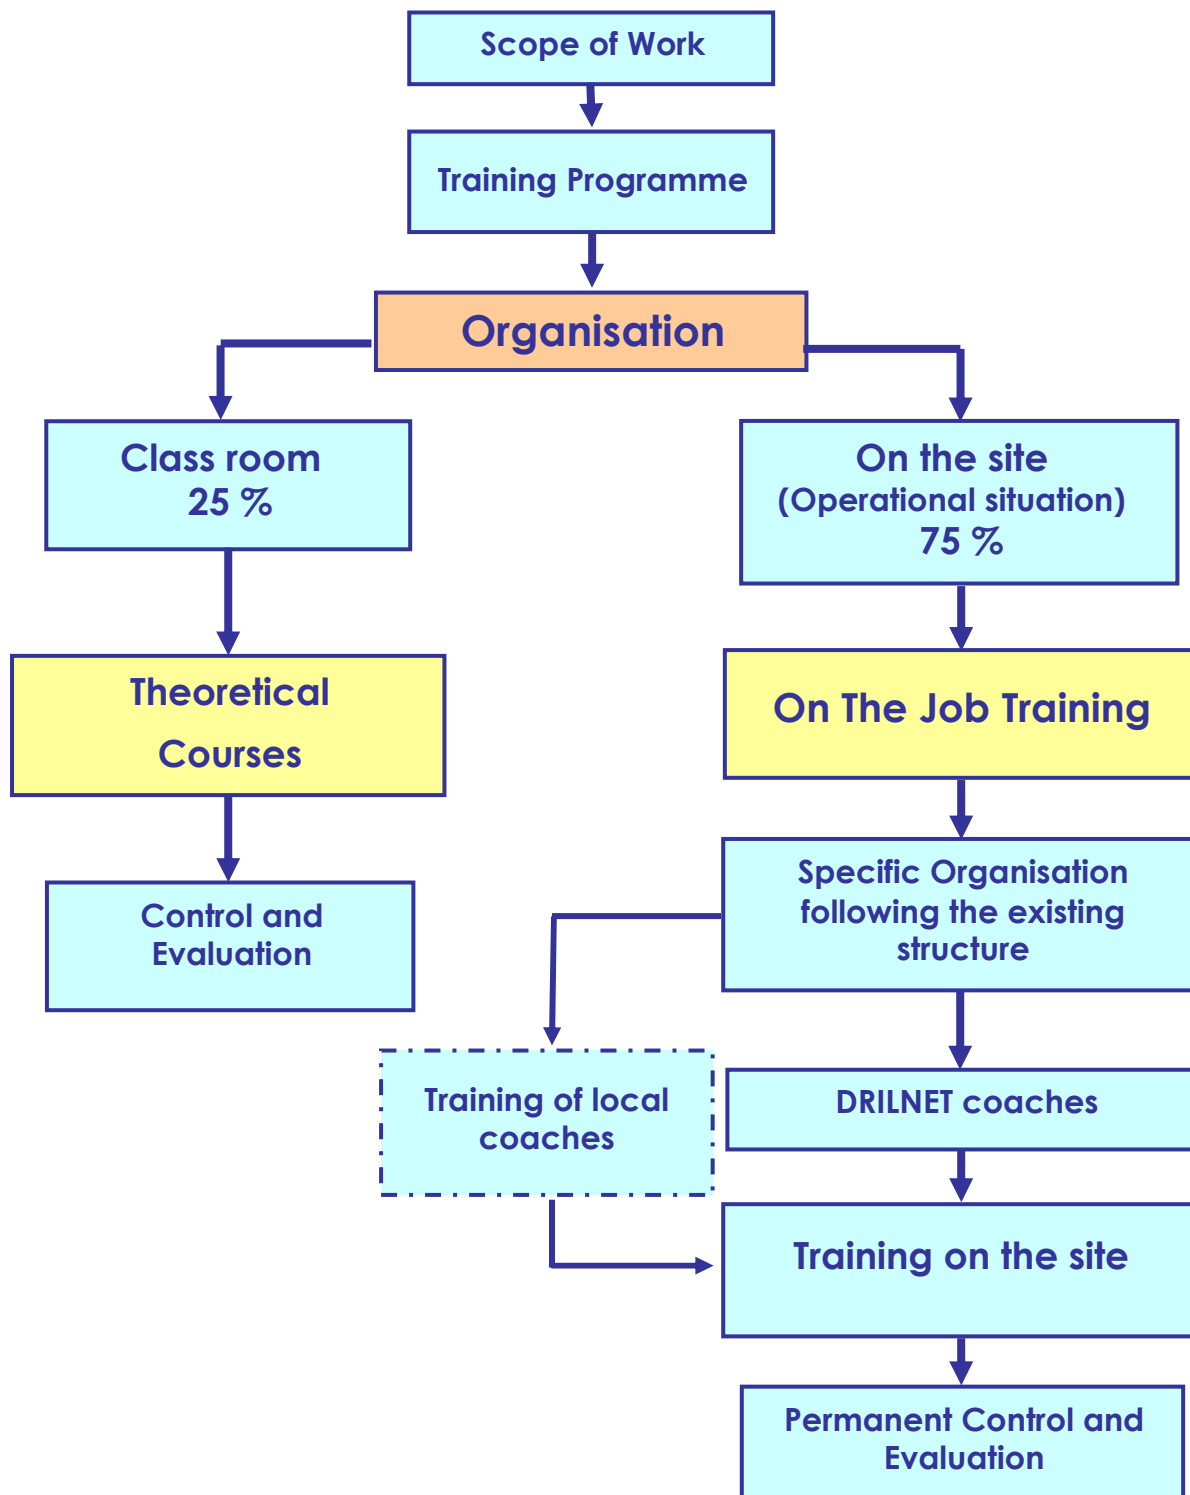 Scope of Work
Training Programme
Organisation
Class room
25 %
On the site
(Operational situation)
75 %
Theoretical
Courses
On The Job Training
Control and
Evaluation
Specific Organisation
following the existing
structure
Training of local
coaches
DRILNET coaches
Training on the site
Permanent Control and
Evaluation